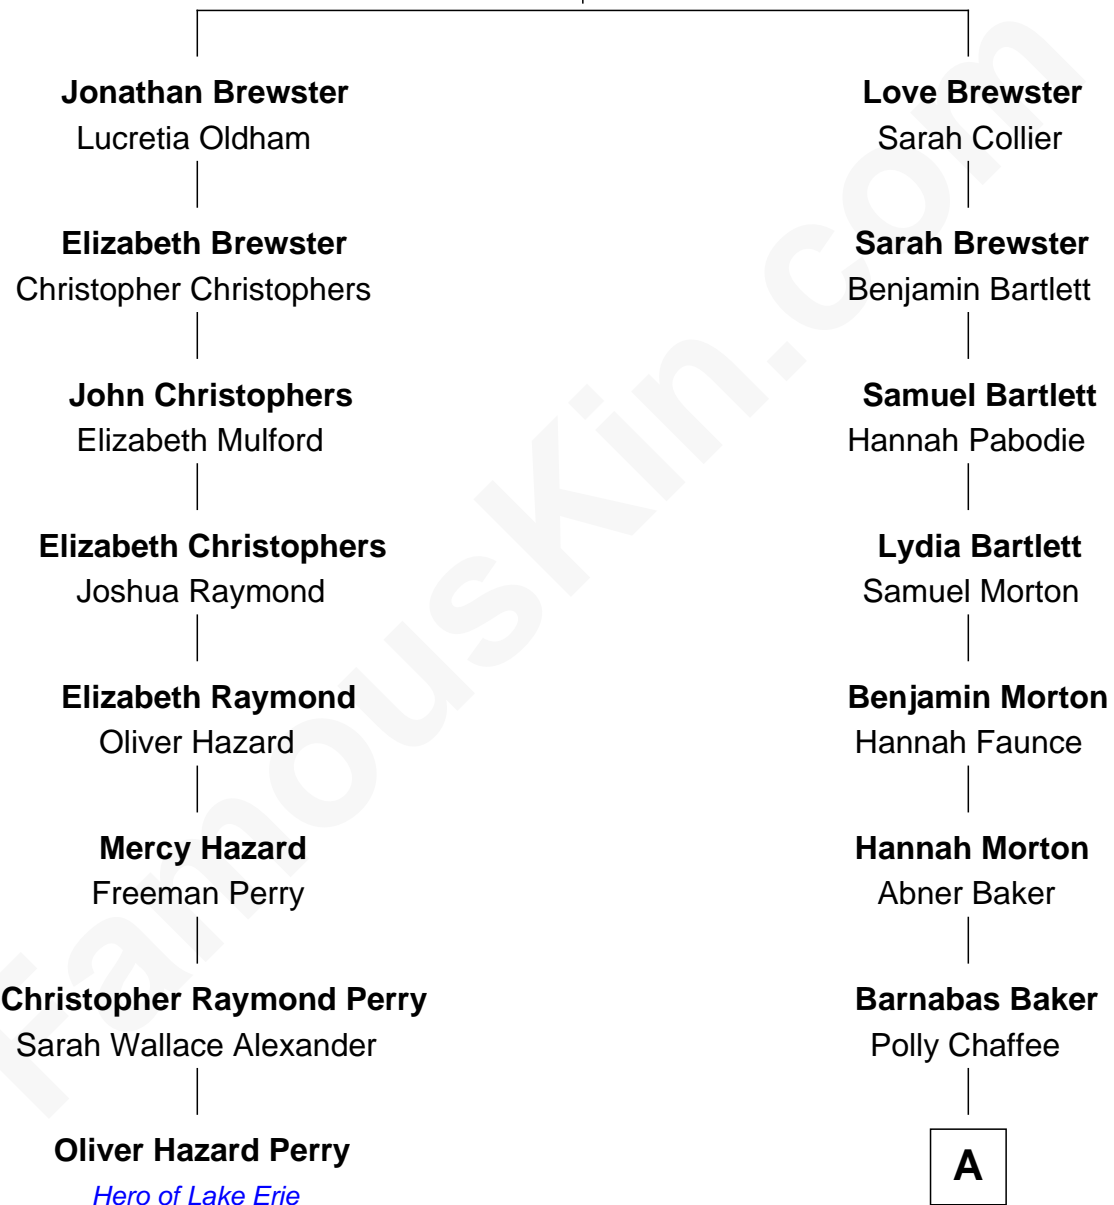 Jonathan Brewster
Lucretia Oldham
Elizabeth Brewster
Christopher Christophers
John Christophers
Elizabeth Mulford
Elizabeth Christophers
Joshua Raymond
Elizabeth Raymond
Oliver Hazard
Mercy Hazard
Freeman Perry
Christopher Raymond Perry
Sarah Wallace Alexander
Oliver Hazard Perry
Hero of Lake Erie
Love Brewster
Sarah Collier
Sarah Brewster
Benjamin Bartlett
Samuel Bartlett
Hannah Pabodie
Lydia Bartlett
Samuel Morton
Benjamin Morton
Hannah Faunce
Hannah Morton
Abner Baker
Barnabas Baker
Polly Chaffee
A
FamousKin.com